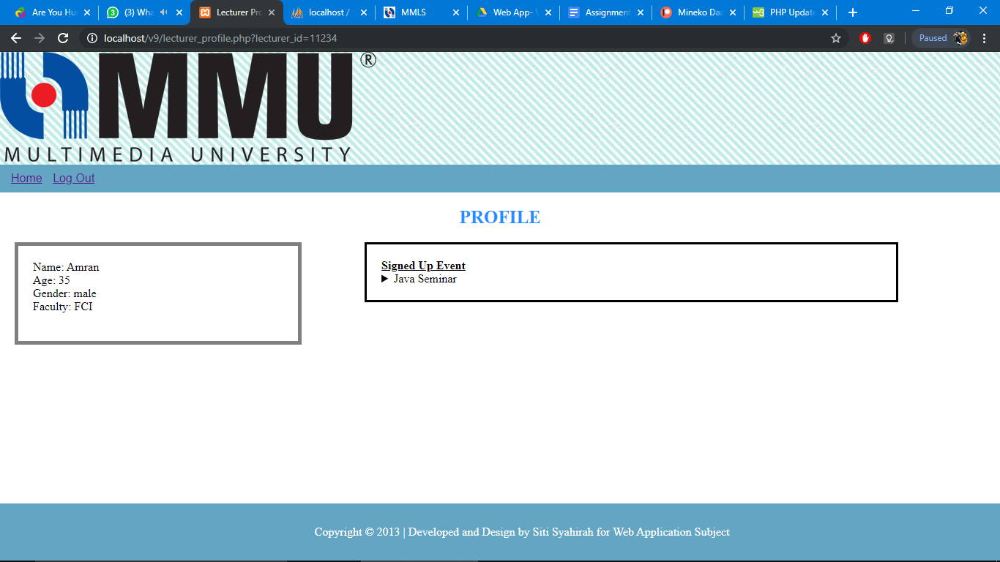 Are You Hu
(3) Wha
Lecturer Pro
localhost /
MMLS
Web App-
Assignment
Mineko Da
PHP Update
Paused
localhost/v9/lecturer_profile.php?lecturer_id=11234
MMU®
MULTIMEDIA UNIVERSITY
Home Log Out
PROFILE
Name: Amran
Age: 35
Gender: male
Faculty: FCI
Signed Up Event
Java Seminar
Copyright © 2013 | Developed and Design by Siti Syahirah for Web Application Subject